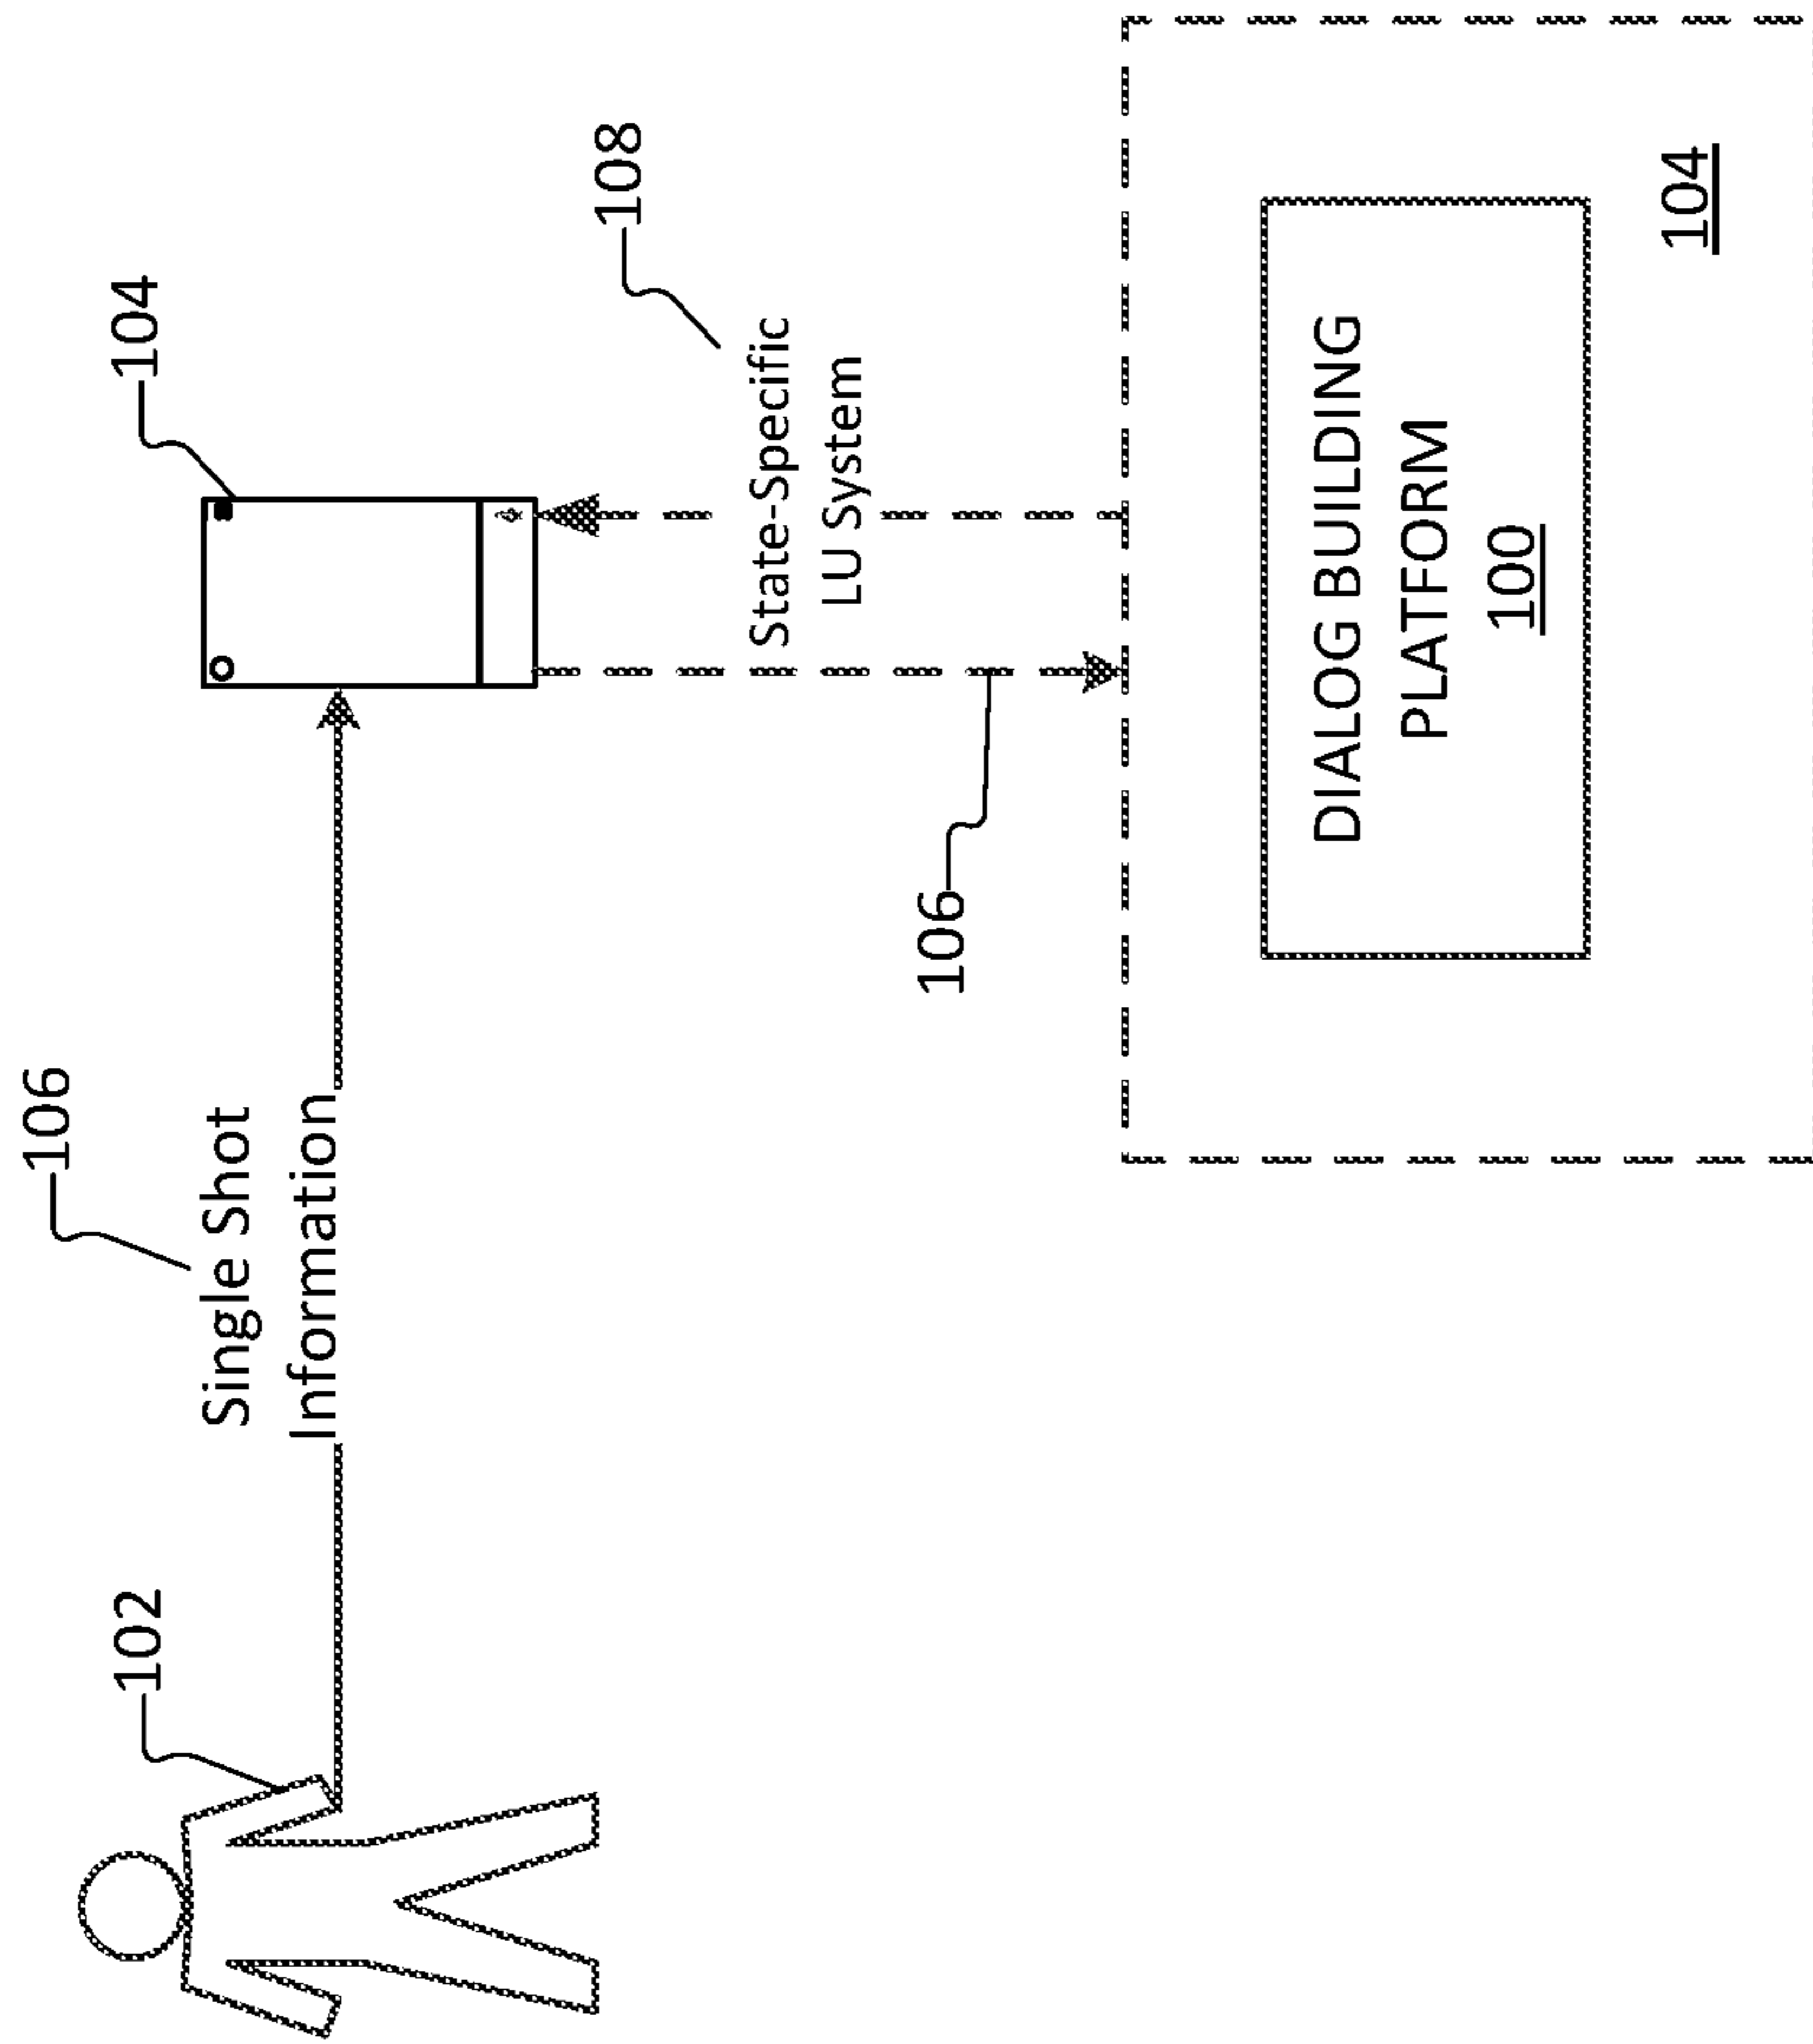 106
Single Shot
Information
102
104
108
State-Specific
LU System
106
DIALOG BUILDING
PLATFORM
100
104